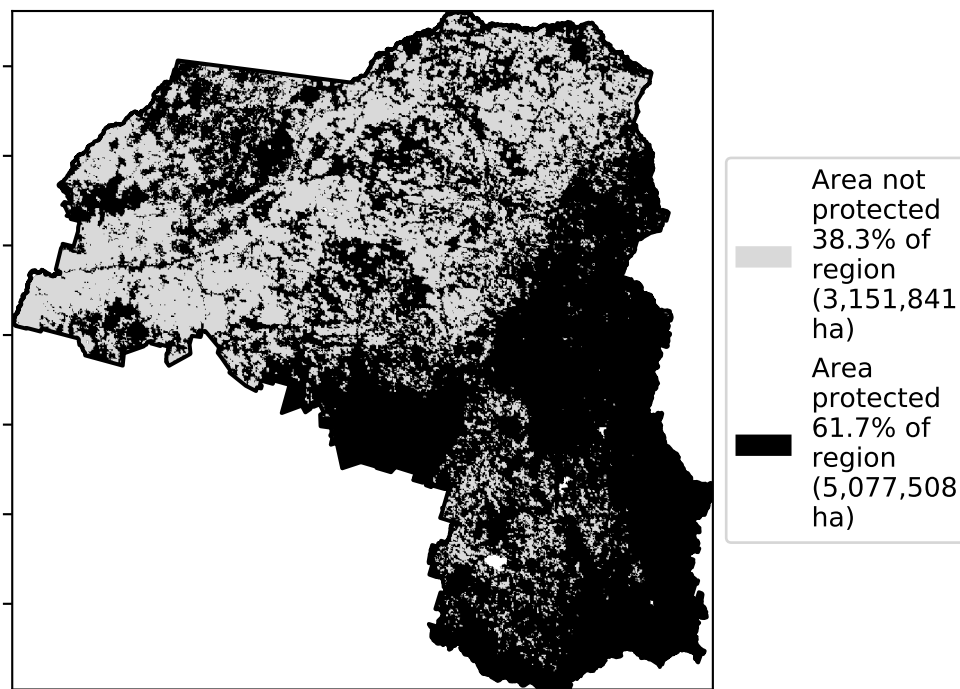 Area not
protected
38.3% of
region
(3,151,841
ha)
Area
protected
61.7% of
region
(5,077,508
ha)